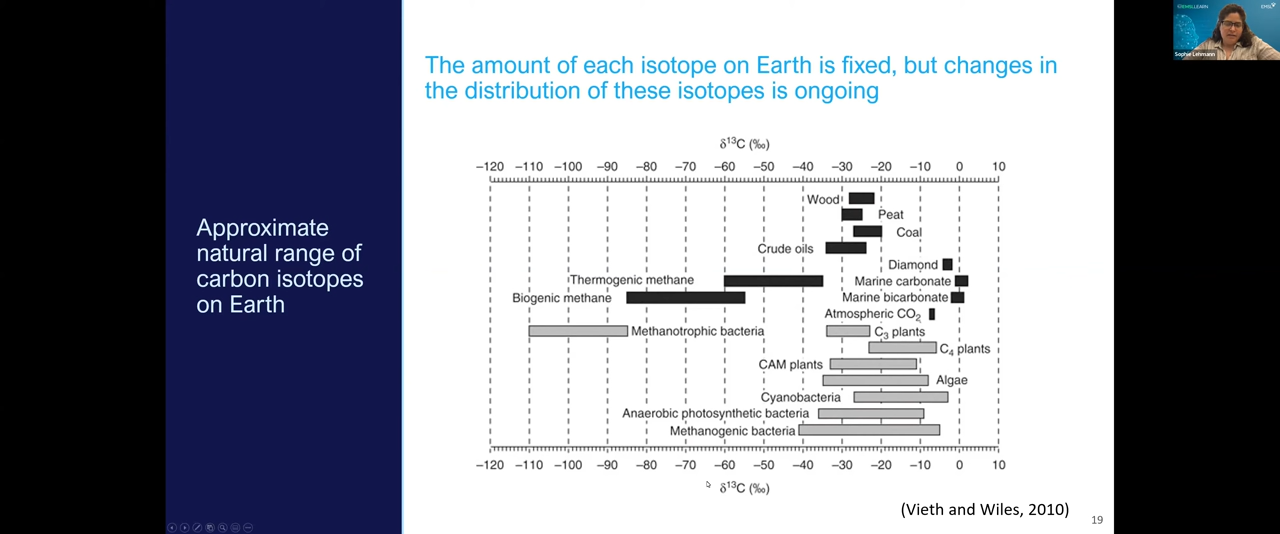 EMSL LEARN
EMSL
Sophie Lehmann
The amount of each isotope on Earth is fixed, but changes in
the distribution of these isotopes is ongoing
Approximate
natural range of
carbon isotopes
on Earth
δ¹³C (‰)
−120 −110 −100 −90 −80 −70 −60 −50 −40 −30 −20 −10 0 10
Wood
Peat
Coal
Crude oils
Diamond
Thermogenic methane
Marine carbonate
Biogenic methane
Marine bicarbonate
Atmospheric CO₂
Methanotrophic bacteria
C₃ plants
C₄ plants
CAM plants
Algae
Cyanobacteria
Anaerobic photosynthetic bacteria
Methanogenic bacteria
−120 −110 −100 −90 −80 −70 −60 −50 −40 −30 −20 −10 0 10
δ¹³C (‰)
(Vieth and Wiles, 2010)
19